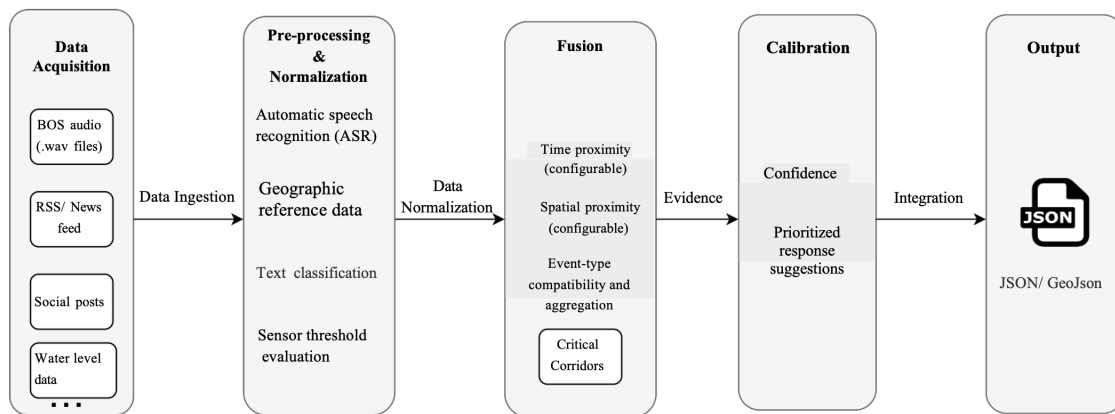 Data
Acquisition
BOS audio
(.wav files)
RSS/ News
feed
Social posts
Water level
data
...
Data Ingestion
Pre-processing
&
Normalization
Automatic speech
recognition (ASR)
Geographic
reference data
Text classification
Sensor threshold
evaluation
Data
Normalization
Fusion
Time proximity
(configurable)
Spatial proximity
(configurable)
Event-type
compatibility and
aggregation
Critical
Corridors
Evidence
Calibration
Confidence
Prioritized
response
suggestions
Integration
Output
JSON
JSON/ GeoJson